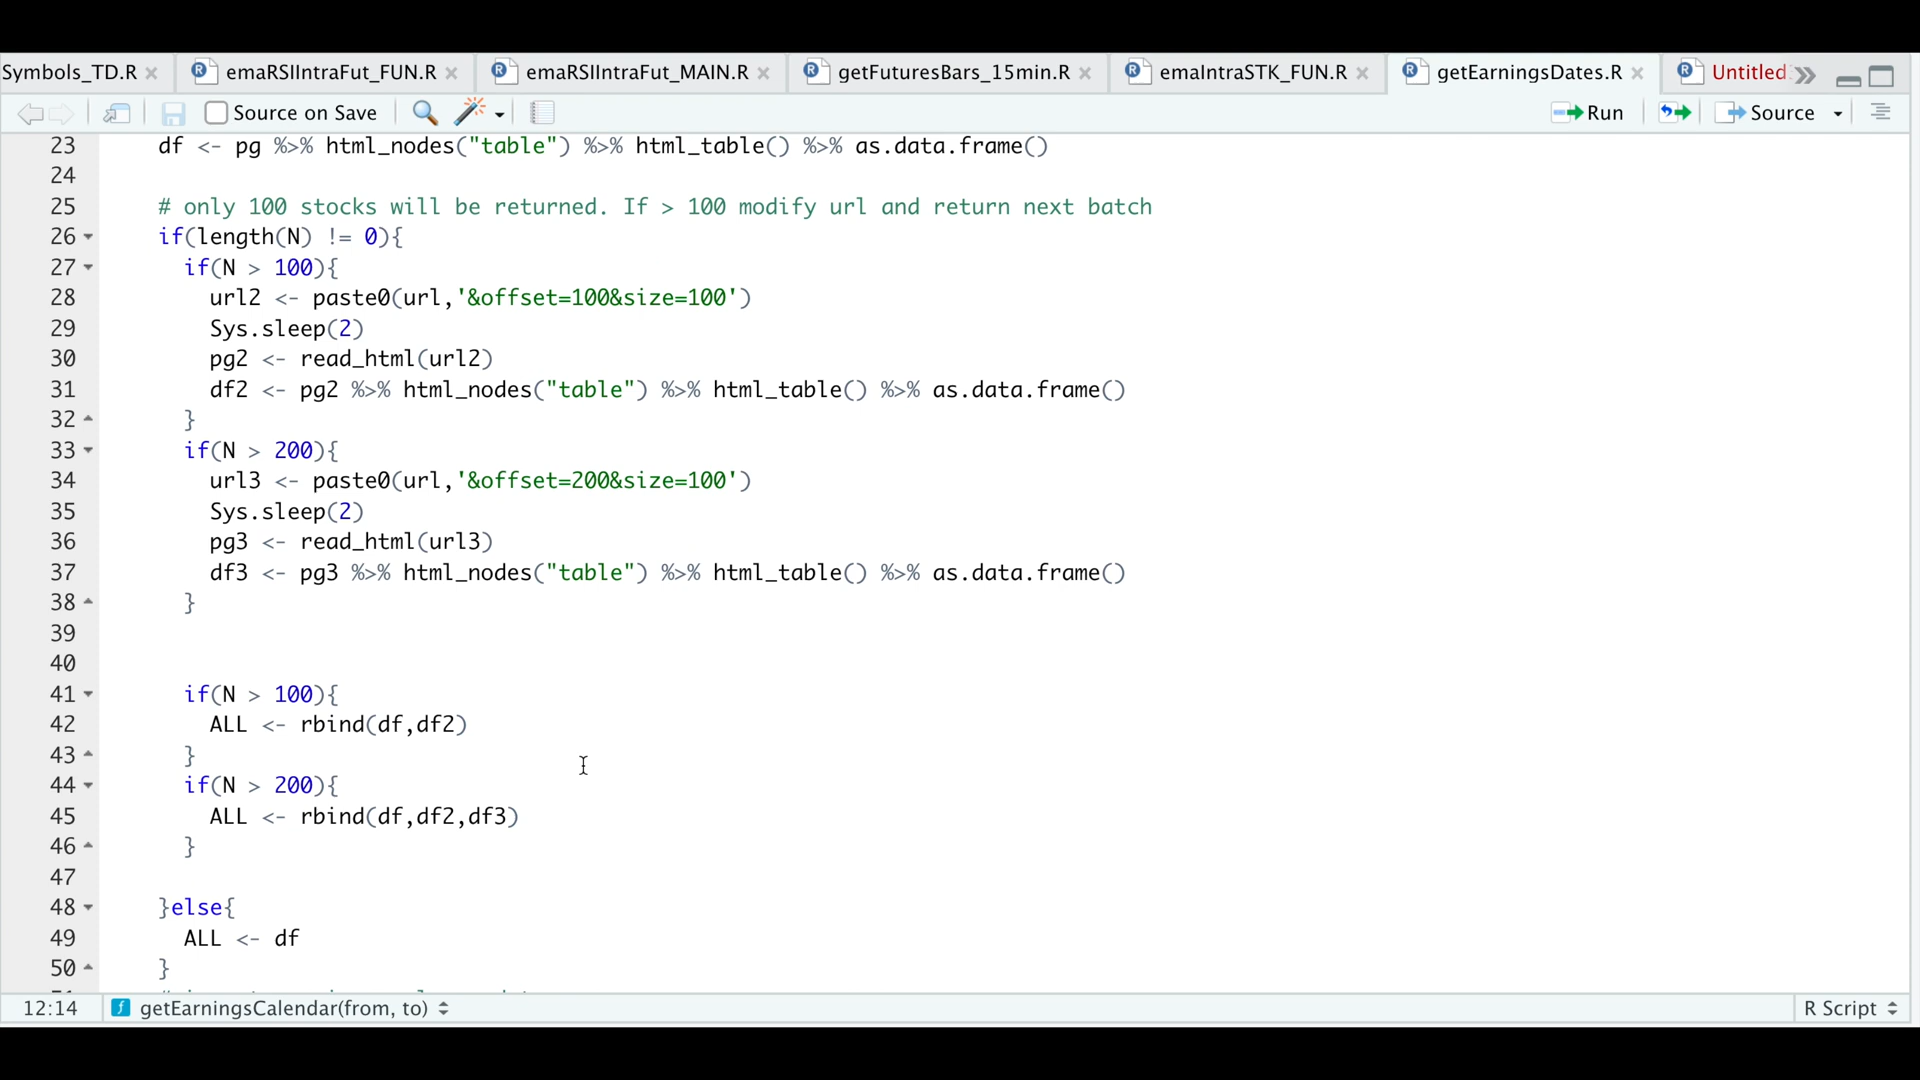 Symbols_TD.R emaRSIIntraFut_FUN.R emaRSIIntraFut_MAIN.R getFuturesBars_15min.R emaIntraSTK_FUN.R getEarningsDates.R Untitled
Source on Save Run Source
23 df <- pg %>% html_nodes("table") %>% html_table() %>% as.data.frame()
24
25 # only 100 stocks will be returned. If > 100 modify url and return next batch
26 if(length(N) != 0){
27 if(N > 100){
28 url2 <- paste0(url,'&offset=100&size=100')
29 Sys.sleep(2)
30 pg2 <- read_html(url2)
31 df2 <- pg2 %>% html_nodes("table") %>% html_table() %>% as.data.frame()
32 }
33 if(N > 200){
34 url3 <- paste0(url,'&offset=200&size=100')
35 Sys.sleep(2)
36 pg3 <- read_html(url3)
37 df3 <- pg3 %>% html_nodes("table") %>% html_table() %>% as.data.frame()
38 }
39
40
41 if(N > 100){
42 ALL <- rbind(df,df2)
43 }
44 if(N > 200){
45 ALL <- rbind(df,df2,df3)
46 }
47
48 }else{
49 ALL <- df
50 }
12:14 getEarningsCalendar(from, to) R Script